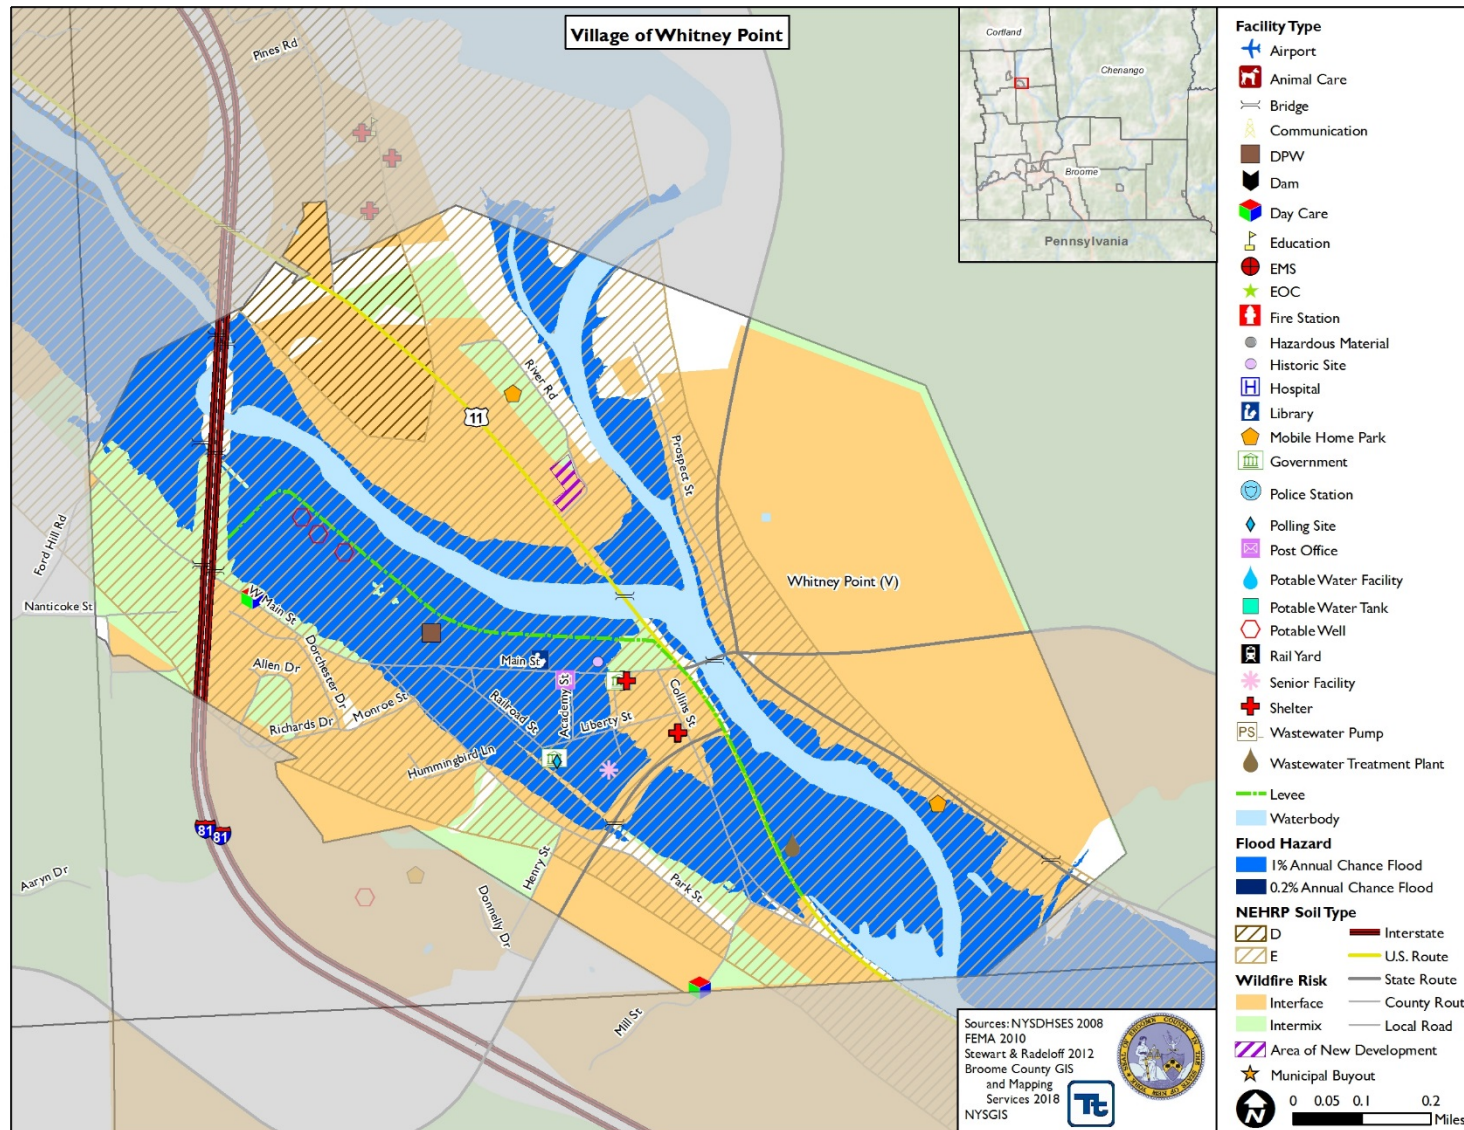 Village of Whitney Point
Pines Rd
Cortland
Chenango
Broome
Pennsylvania
River Rd
11
Prospect St
Ford Hill Rd
Whitney Point (V)
Nanticoke St
W Main St
Dorchester Dr
Allen Dr
Main St
Academy St
Collins St
Richards Dr
Monroe St
Railroad St
Liberty St
Hummingbird Ln
81
81
Henry St
Park St
Aaryn Dr
Donnelly Dr
Mill St
Facility Type
Airport
Animal Care
Bridge
Communication
DPW
Dam
Day Care
Education
EMS
EOC
Fire Station
Hazardous Material
Historic Site
H Hospital
Library
Mobile Home Park
Government
Police Station
Polling Site
Post Office
Potable Water Facility
Potable Water Tank
Potable Well
Rail Yard
Senior Facility
Shelter
PS Wastewater Pump
Wastewater Treatment Plant
Levee
Waterbody
Flood Hazard
1% Annual Chance Flood
0.2% Annual Chance Flood
NEHRP Soil Type
D
Interstate
E
U.S. Route
Wildfire Risk
State Route
Interface
County Rout
Intermix
Local Road
Area of New Development
Municipal Buyout
N
0 0.05 0.1 0.2
Miles
Sources: NYSDHSES 2008
FEMA 2010
Stewart & Radeloff 2012
Broome County GIS
and Mapping
Services 2018
NYSGIS
Tt